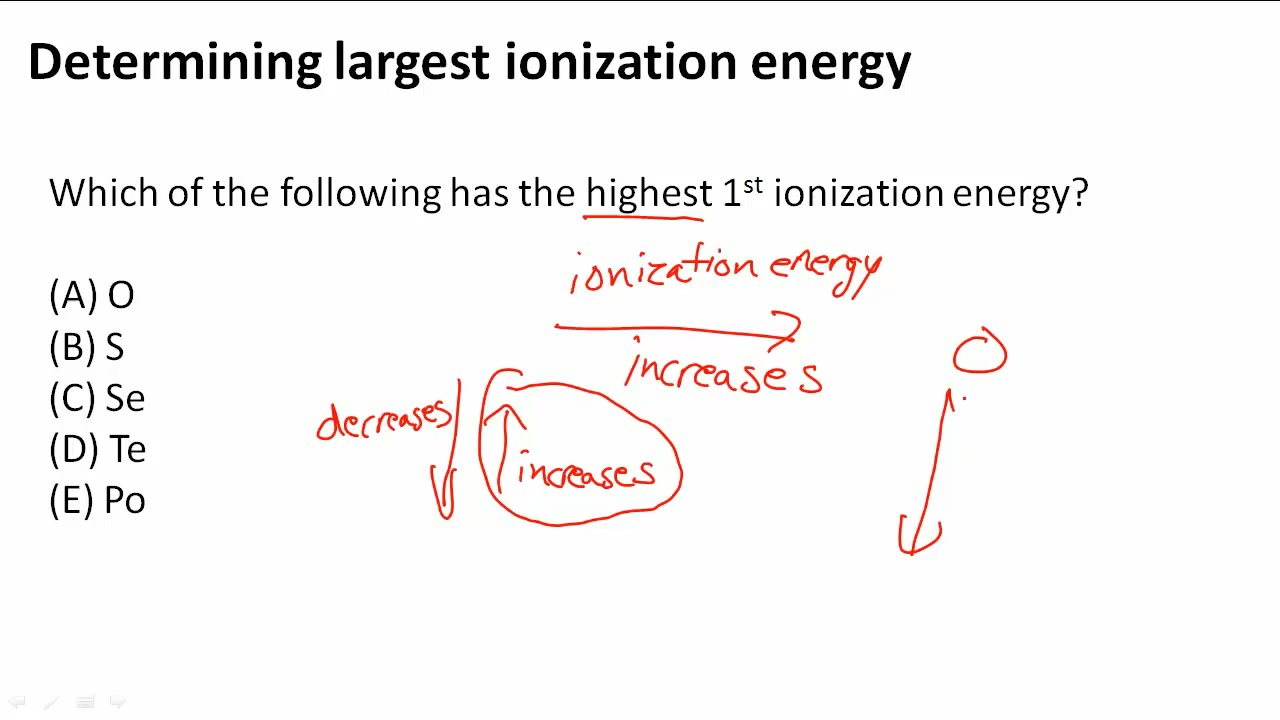 Determining largest ionization energy
Which of the following has the highest 1st ionization energy?
ionization energy
increases
(A) O
(B) S
(C) Se
(D) Te
(E) Po
decreases
increases
O